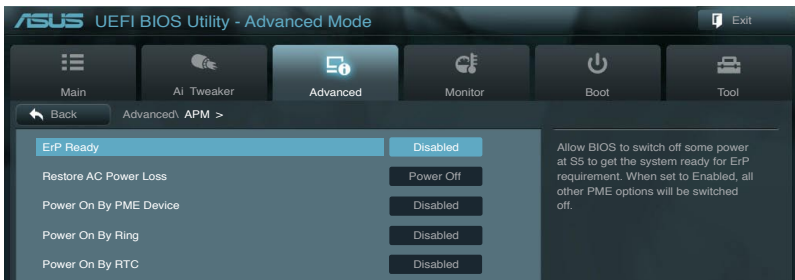 ASUS UEFI BIOS Utility - Advanced Mode
Exit
Main
Ai Tweaker
Advanced
Monitor
Boot
Tool
Back
Advanced\ APM >
ErP Ready Disabled
Restore AC Power Loss Power Off
Power On By PME Device Disabled
Power On By Ring Disabled
Power On By RTC Disabled
Allow BIOS to switch off some power
at S5 to get the system ready for ErP
requirement. When set to Enabled, all
other PME options will be switched
off.